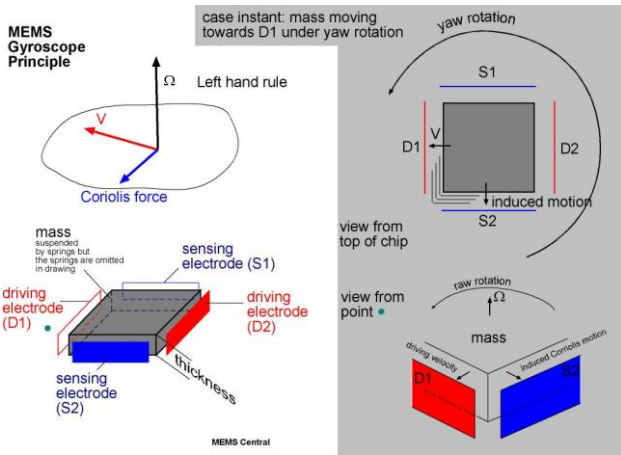 MEMS
Gyroscope
Principle
Ω
Left hand rule
V
Coriolis force
mass
suspended
by springs but
the springs are omitted
in drawing
sensing
electrode (S1)
driving
electrode
(D1)
driving
electrode
(D2)
sensing
electrode
(S2)
thickness
MEMS Central
case instant: mass moving
towards D1 under yaw rotation
S1
D1
V
D2
induced motion
S2
view from
top of chip
view from
point
raw rotation
Ω
mass
driving velocity
induced Corriolis motion
D1
S2